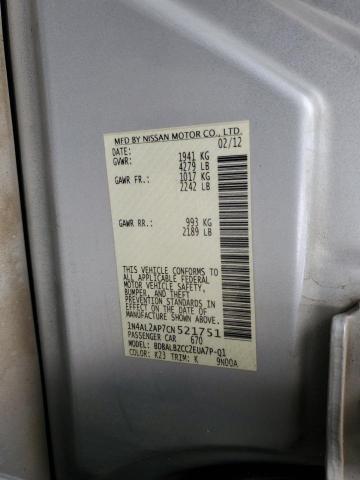 MFD BY NISSAN MOTOR CO., LTD.
DATE: 02/12
GVWR: 1941 KG
4279 LB
GAWR FR.: 1017 KG
2242 LB
GAWR RR.: 993 KG
2189 LB
THIS VEHICLE CONFORMS TO
ALL APPLICABLE FEDERAL
MOTOR VEHICLE SAFETY,
BUMPER, AND THEFT
PREVENTION STANDARDS IN
EFFECT ON THE DATE OF
MANUFACTURE SHOWN ABOVE.
1N4AL2AP7CN521751
PASSENGER CAR 670
MODEL: BDBALBZCC2EUA7P-Q1
COLOR: K23 TRIM: K 9N00A